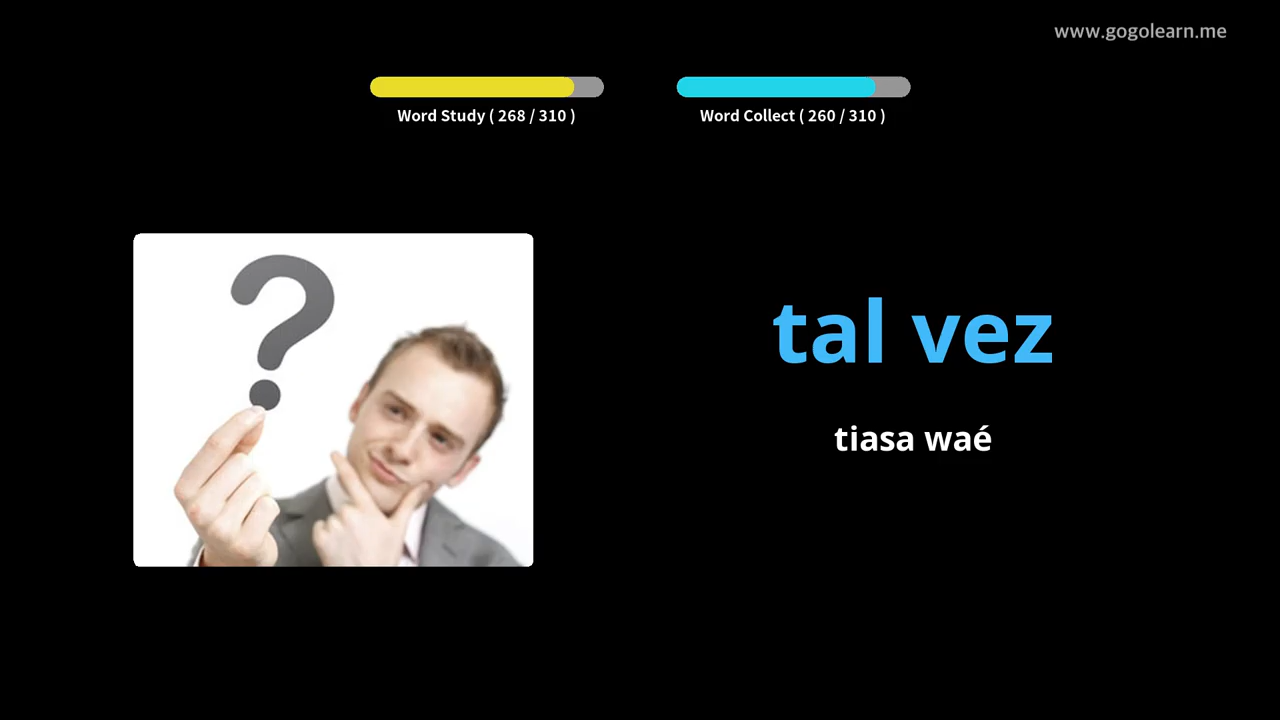 www.gogolearn.me
Word Study ( 268 / 310 )
Word Collect ( 260 / 310 )
?
tal vez
tiasa waé